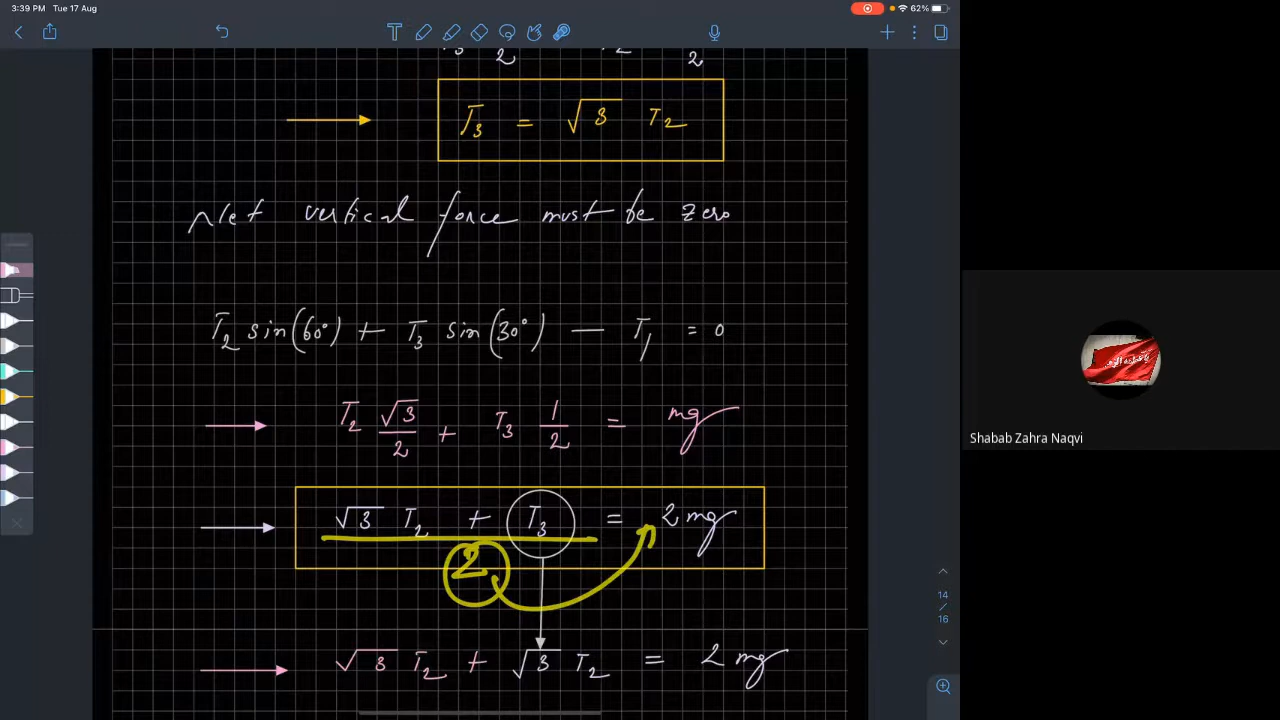 3:39 PM Tue 17 Aug
62%
T
2 2
T₃ = √3 T₂
Net vertical force must be zero
T₂ sin(60°) + T₃ sin(30°) — T₁ = 0
T₂ √3/2 + T₃ 1/2 = mg
√3 T₂ + T₃ = 2 mg
2
14
/
16
√3 T₂ + √3 T₂ = 2 mg
Shabab Zahra Naqvi